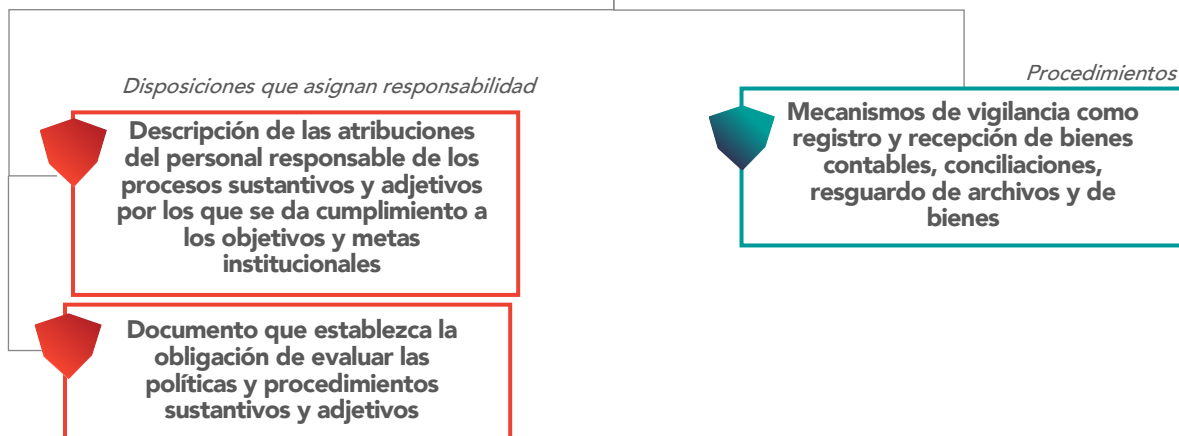 Disposiciones que asignan responsabilidad
Descripción de las atribuciones
del personal responsable de los
procesos sustantivos y adjetivos
por los que se da cumplimiento a
los objetivos y metas
institucionales
Documento que establezca la
obligación de evaluar las
políticas y procedimientos
sustantivos y adjetivos
Procedimientos
Mecanismos de vigilancia como
registro y recepción de bienes
contables, conciliaciones,
resguardo de archivos y de
bienes